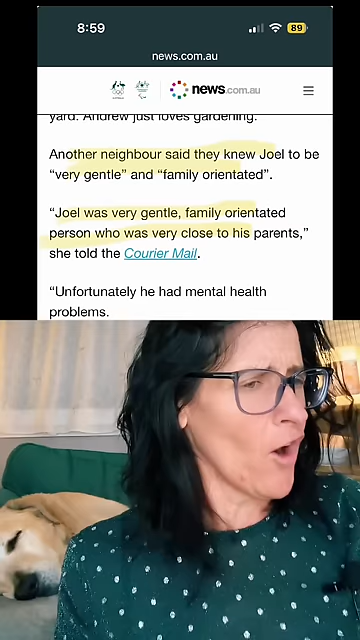 8:59
89
news.com.au
news.com.au
yard. Andrew just loves gardening.
Another neighbour said they knew Joel to be
“very gentle” and “family orientated”.
“Joel was very gentle, family orientated
person who was very close to his parents,”
she told the Courier Mail.
“Unfortunately he had mental health
problems.